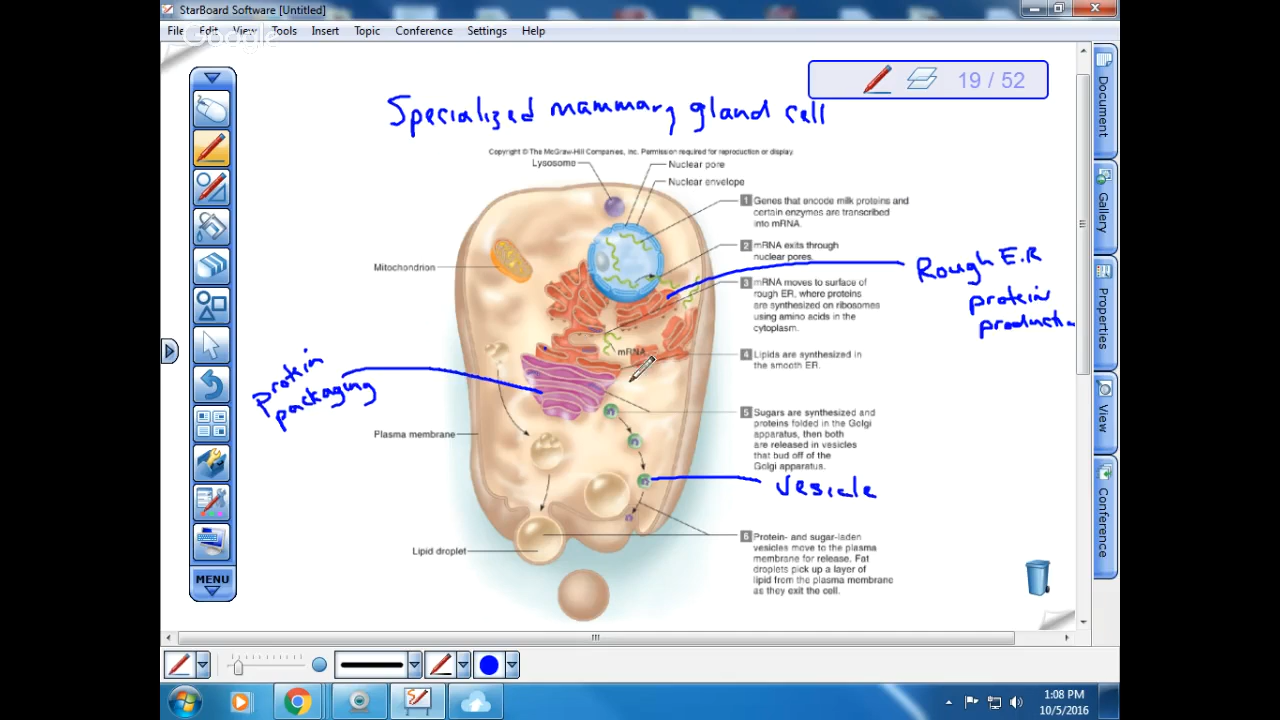 StarBoard Software [Untitled]
File Edit View Tools Insert Topic Conference Settings Help
Google
19 / 52
Specialized mammary gland cell
Copyright © The McGraw-Hill Companies, Inc. Permission required for reproduction or display.
Lysosome
Nuclear pore
Nuclear envelope
Mitochondrion
1 Genes that encode milk proteins and
certain enzymes are transcribed
into mRNA.
2 mRNA exits through
nuclear pores.
Rough E.R
protein
producti
3 mRNA moves to surface of
rough ER, where proteins
are synthesized on ribosomes
using amino acids in the
cytoplasm.
mRNA
4 Lipids are synthesized in
the smooth ER.
protein
packaging
Plasma membrane
5 Sugars are synthesized and
proteins folded in the Golgi
apparatus, then both
are released in vesicles
that bud off of the
Golgi apparatus.
Vesicle
Lipid droplet
6 Protein- and sugar-laden
vesicles move to the plasma
membrane for release. Fat
droplets pick up a layer of
lipid from the plasma membrane
as they exit the cell.
MENU
Document
Gallery
Properties
View
Conference
1:08 PM
10/5/2016